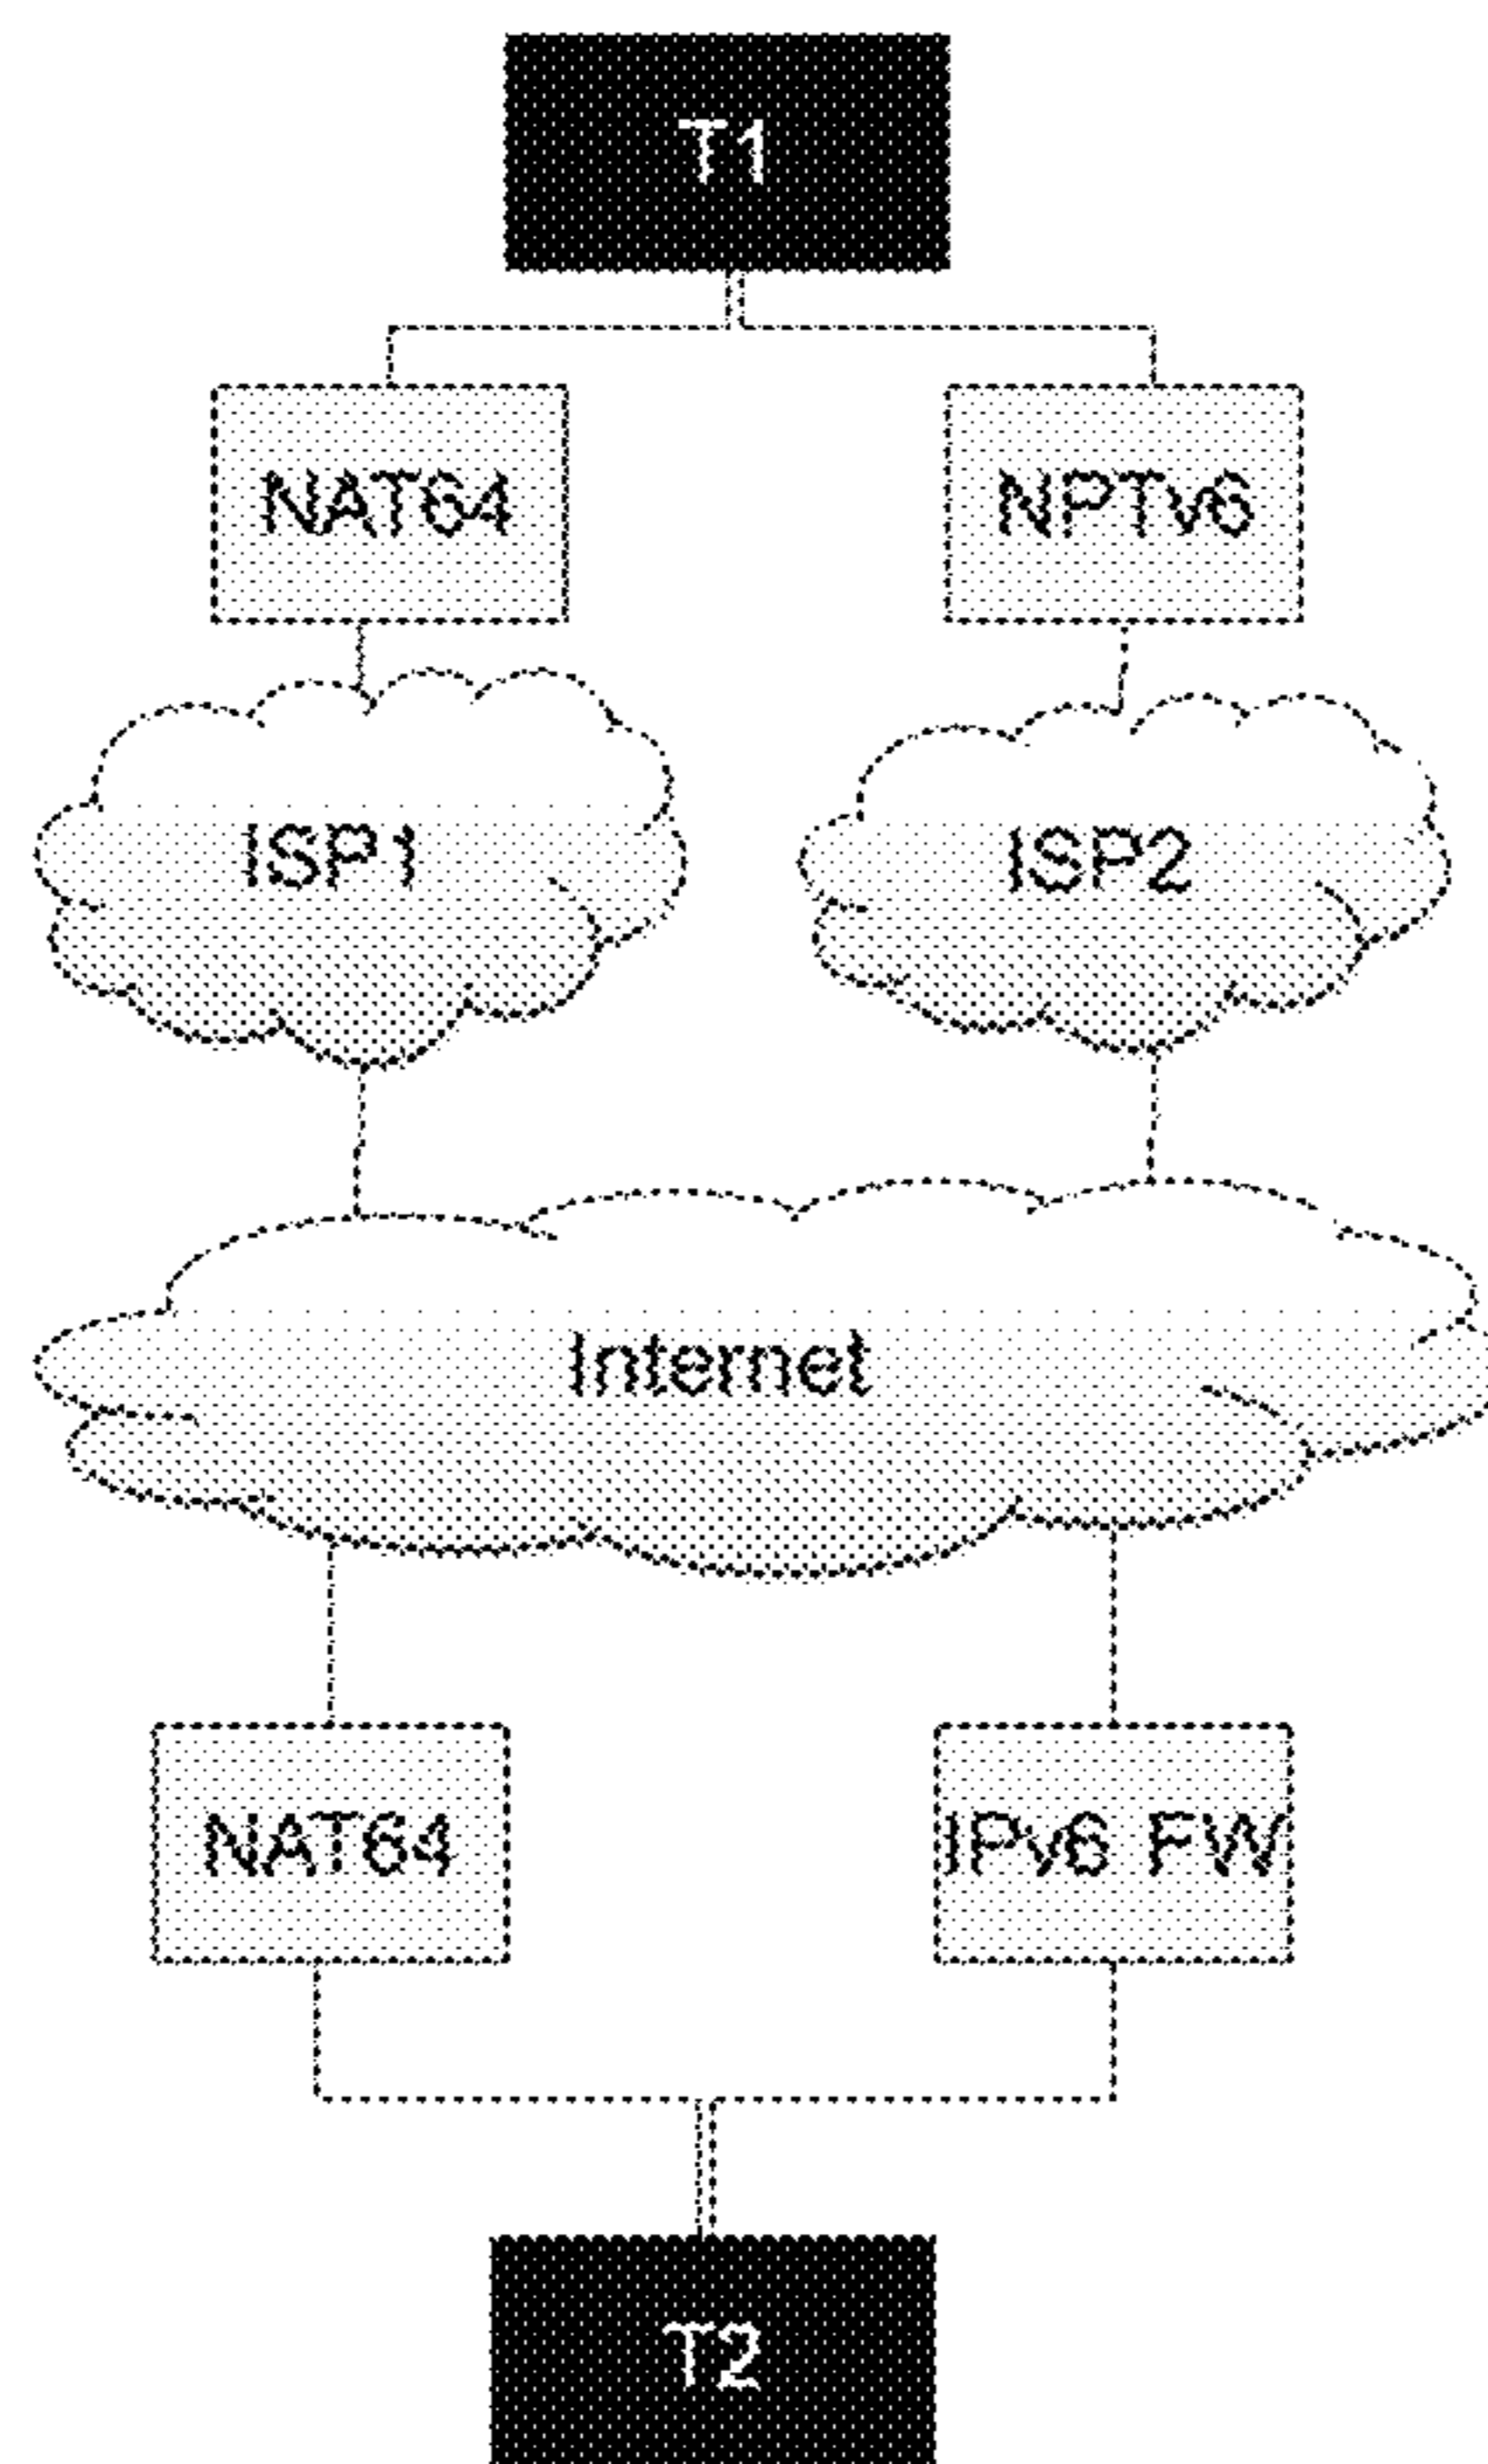 T1
NAT64
NPTv6
ISP1
ISP2
Internet
NAT64
IPv6 FW
T2